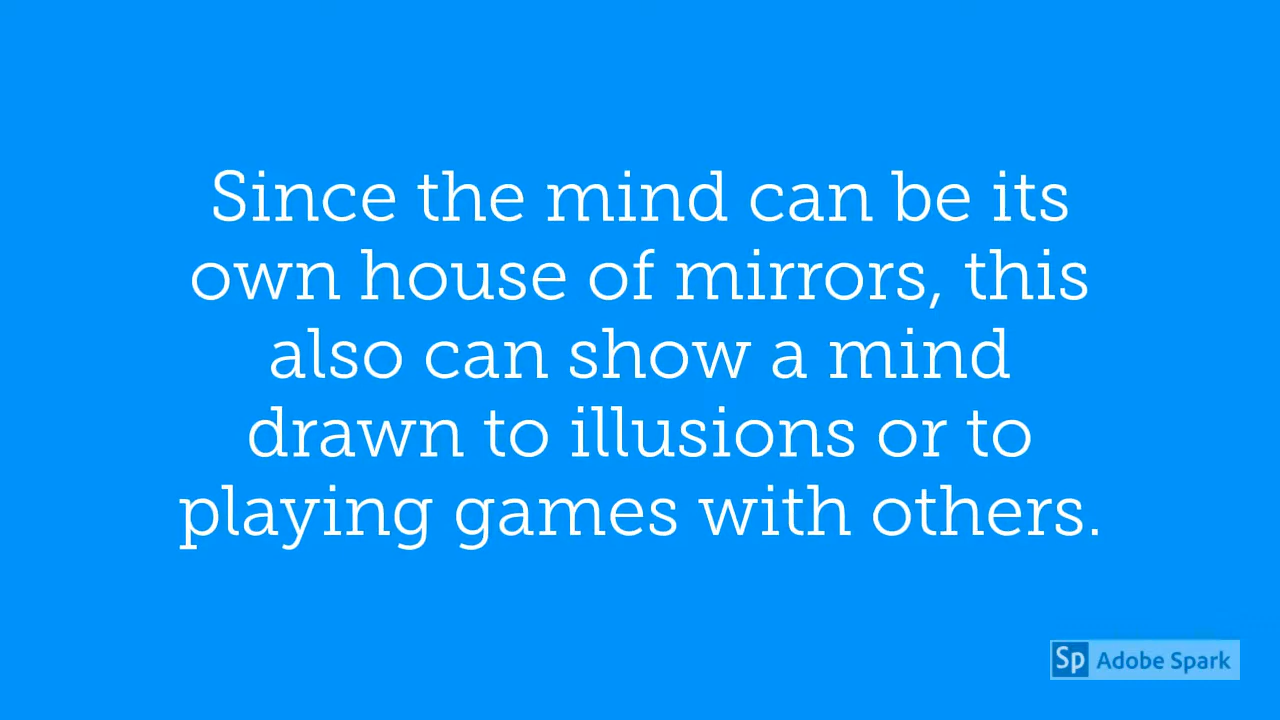 Since the mind can be its
own house of mirrors, this
also can show a mind
drawn to illusions or to
playing games with others.
Sp Adobe Spark